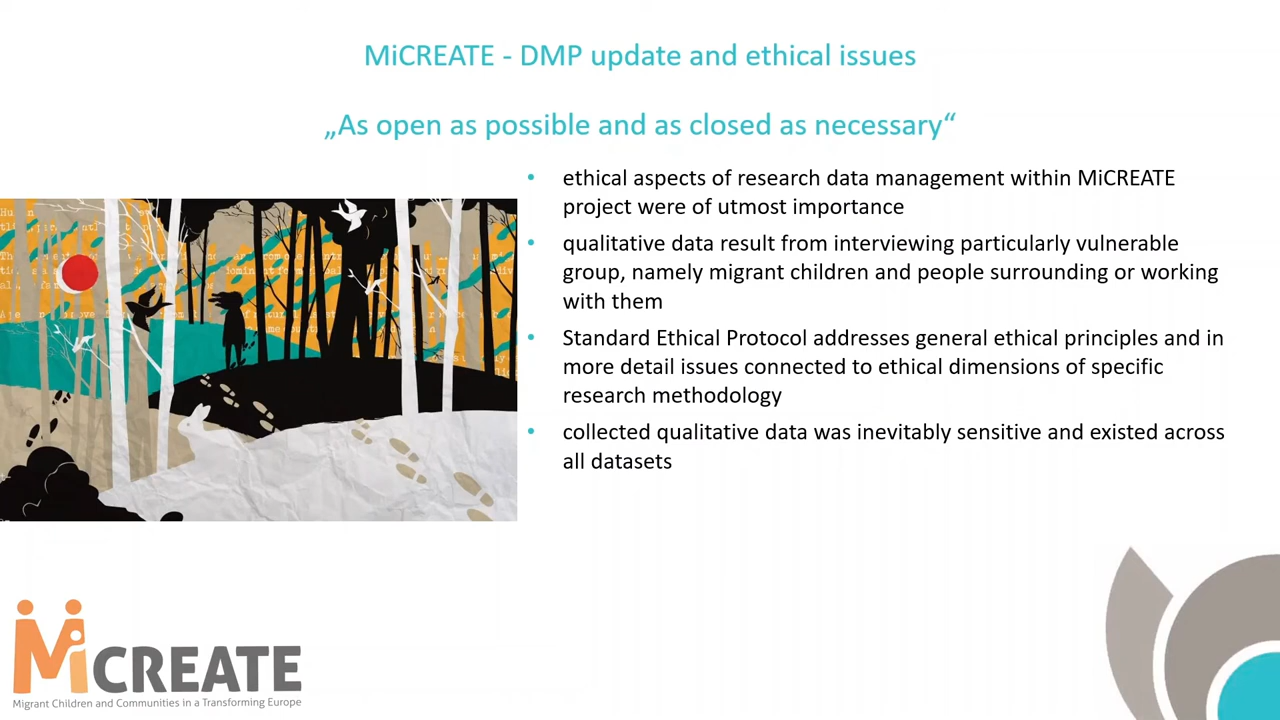 MiCREATE - DMP update and ethical issues
„As open as possible and as closed as necessary“
• ethical aspects of research data management within MiCREATE
project were of utmost importance
• qualitative data result from interviewing particularly vulnerable
group, namely migrant children and people surrounding or working
with them
• Standard Ethical Protocol addresses general ethical principles and in
more detail issues connected to ethical dimensions of specific
research methodology
• collected qualitative data was inevitably sensitive and existed across
all datasets
MiCREATE
Migrant Children and Communities in a Transforming Europe